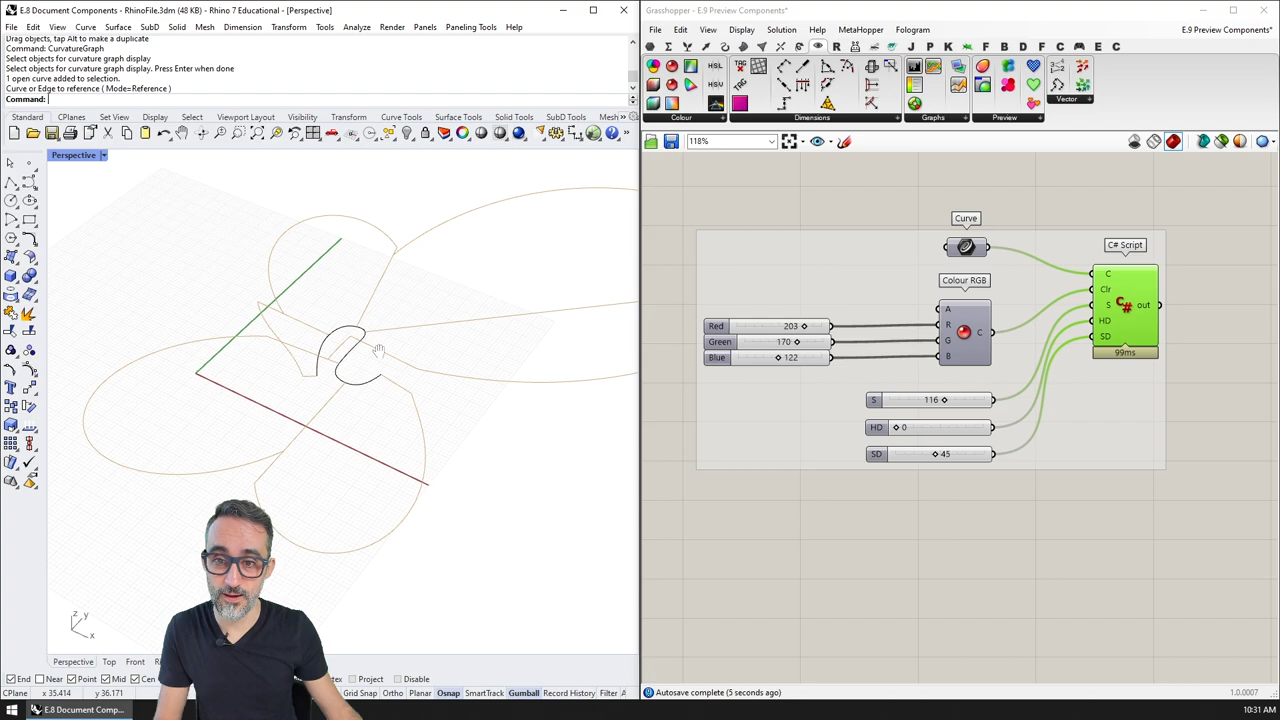 E.8 Document Components - RhinoFile.3dm (48 KB) - Rhino 7 Educational - [Perspective]
File Edit View Curve Surface SubD Solid Mesh Dimension Transform Tools Analyze Render Panels Paneling Tools Help
Drag objects, tap Alt to make a duplicate
Command: CurvatureGraph
Select objects for curvature graph display
Select objects for curvature graph display. Press Enter when done
1 open curve added to selection.
Curve or Edge to reference ( Mode=Reference )
Command:
Standard CPlanes Set View Display Select Viewport Layout Visibility Transform Curve Tools Surface Tools Solid Tools SubD Tools Mesh
Perspective
z y
x
Perspective Top Front
End Near Point Mid Cen Project Disable
CPlane x 35.414 y 36.171 Grid Snap Ortho Planar Osnap SmartTrack Gumball Record History Filter
Grasshopper - E.9 Preview Components*
File Edit View Display Solution Help MetaHopper Fologram E.9 Preview Components*
R J P K F B D F C C
HSL TAG
HSV TAG
Colour Dimensions Graphs Preview Vector
118%
Curve
C# Script
C
Clr
S
HD
SD
out
99ms
Colour RGB
A
R
G
B
C
Red 203
Green 170
Blue 122
S 116
HD 0
SD 45
Autosave complete (5 seconds ago) 1.0.0007
E.8 Document Comp... 10:31 AM